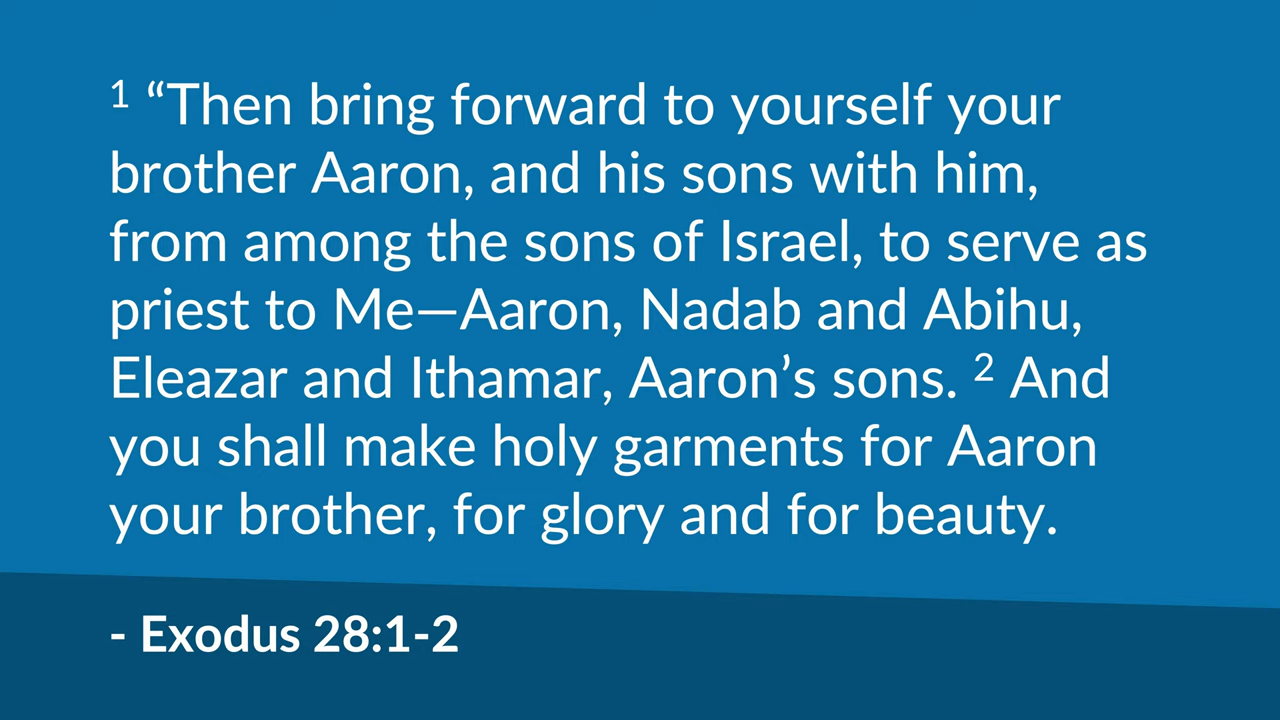 1 “Then bring forward to yourself your
brother Aaron, and his sons with him,
from among the sons of Israel, to serve as
priest to Me—Aaron, Nadab and Abihu,
Eleazar and Ithamar, Aaron’s sons. 2 And
you shall make holy garments for Aaron
your brother, for glory and for beauty.
- Exodus 28:1-2